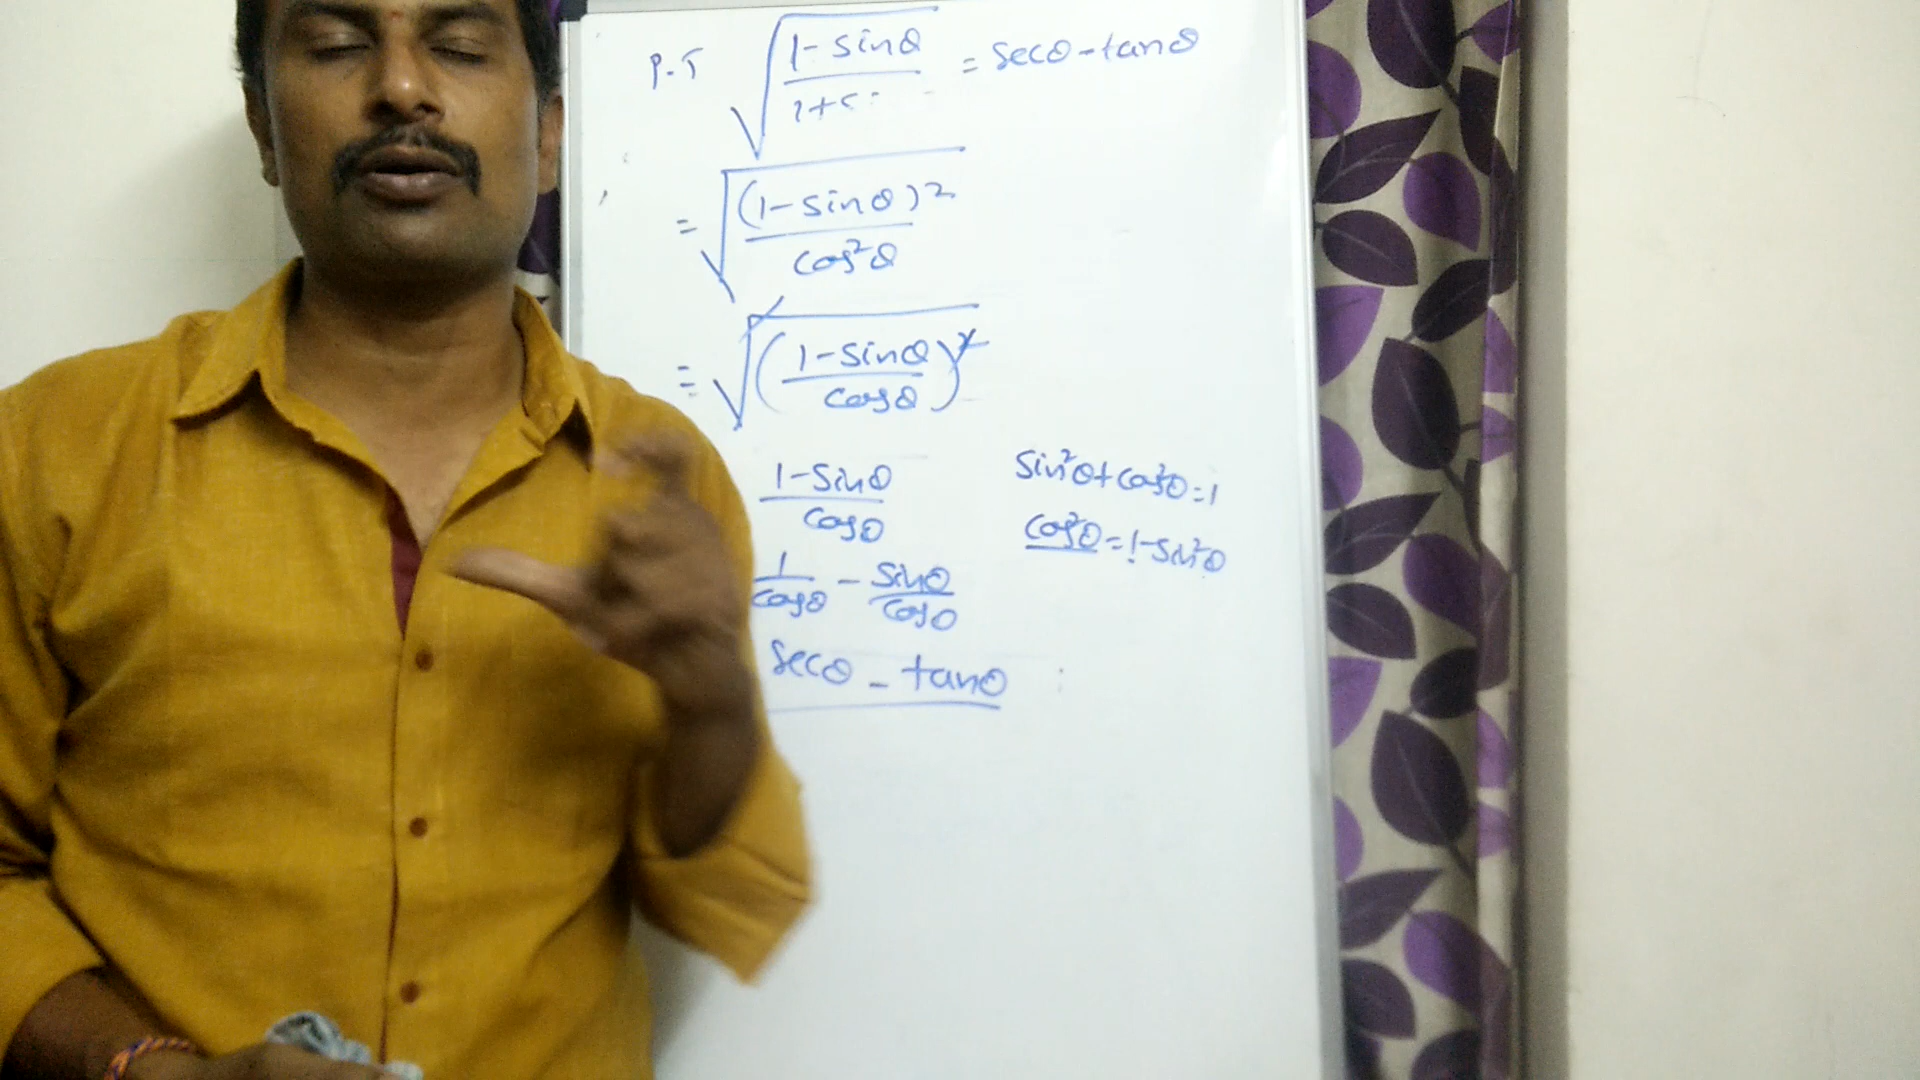 P.T √(1-sinθ / 1+s) = secθ-tanθ
= √((1-sinθ)² / cos²θ)
= √((1-sinθ / cosθ)²)
1-sinθ / cosθ
sin²θ+cos²θ=1
cos²θ=1-sin²θ
1/cosθ - sinθ/cosθ
secθ - tanθ